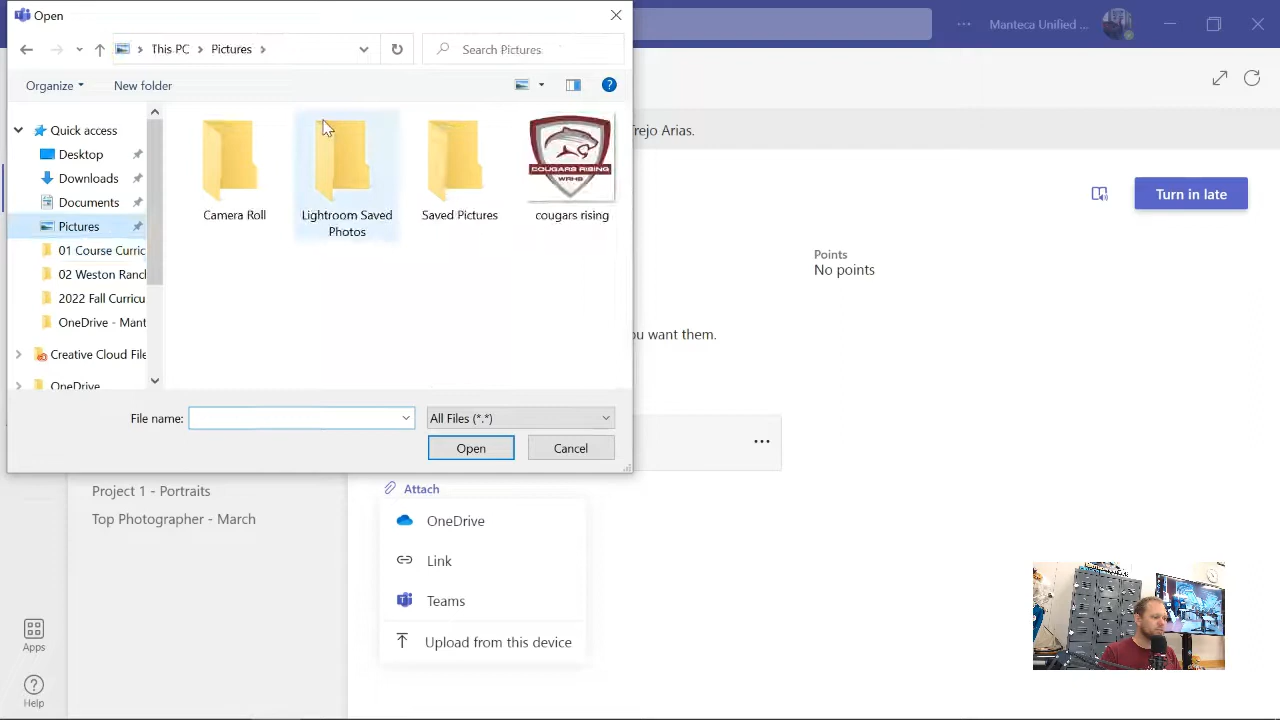 Open
This PC
Pictures
Search Pictures
Manteca Unified ...
Organize
New folder
Quick access
Desktop
Downloads
Documents
Pictures
01 Course Curric
02 Weston Ranch
2022 Fall Curricu
OneDrive - Mant
Creative Cloud File
OneDrive
Camera Roll
Lightroom Saved
Photos
Saved Pictures
COUGARS RISING
WRHS
cougars rising
File name:
All Files (*.*)
Open
Cancel
Trejo Arias.
Turn in late
Points
No points
you want them.
...
Project 1 - Portraits
Top Photographer - March
Attach
OneDrive
Link
Teams
Upload from this device
Apps
Help